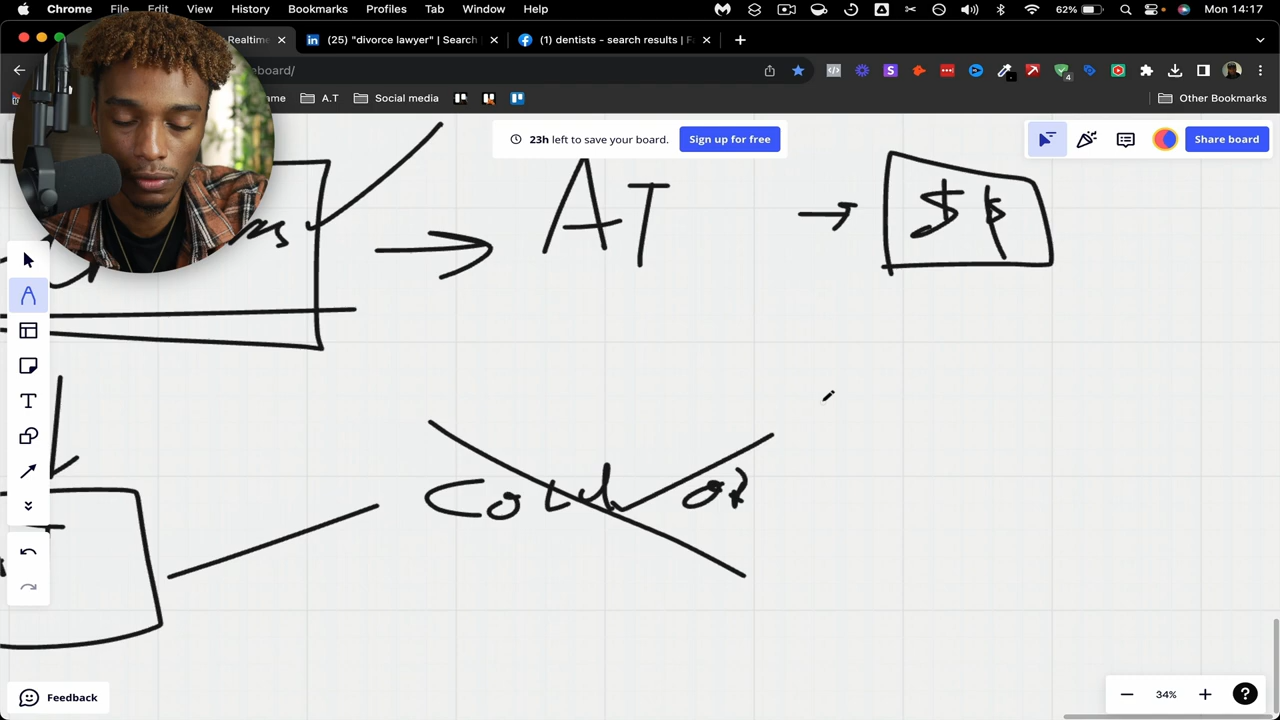 Chrome File Edit View History Bookmarks Profiles Tab Window Help 62% Mon 14:17
Realtime (25) "divorce lawyer" | Search (1) dentists - search results | F
eboard/
me A.T Social media Other Bookmarks
23h left to save your board. Sign up for free Share board
AT → $$
Cold
Feedback 34%